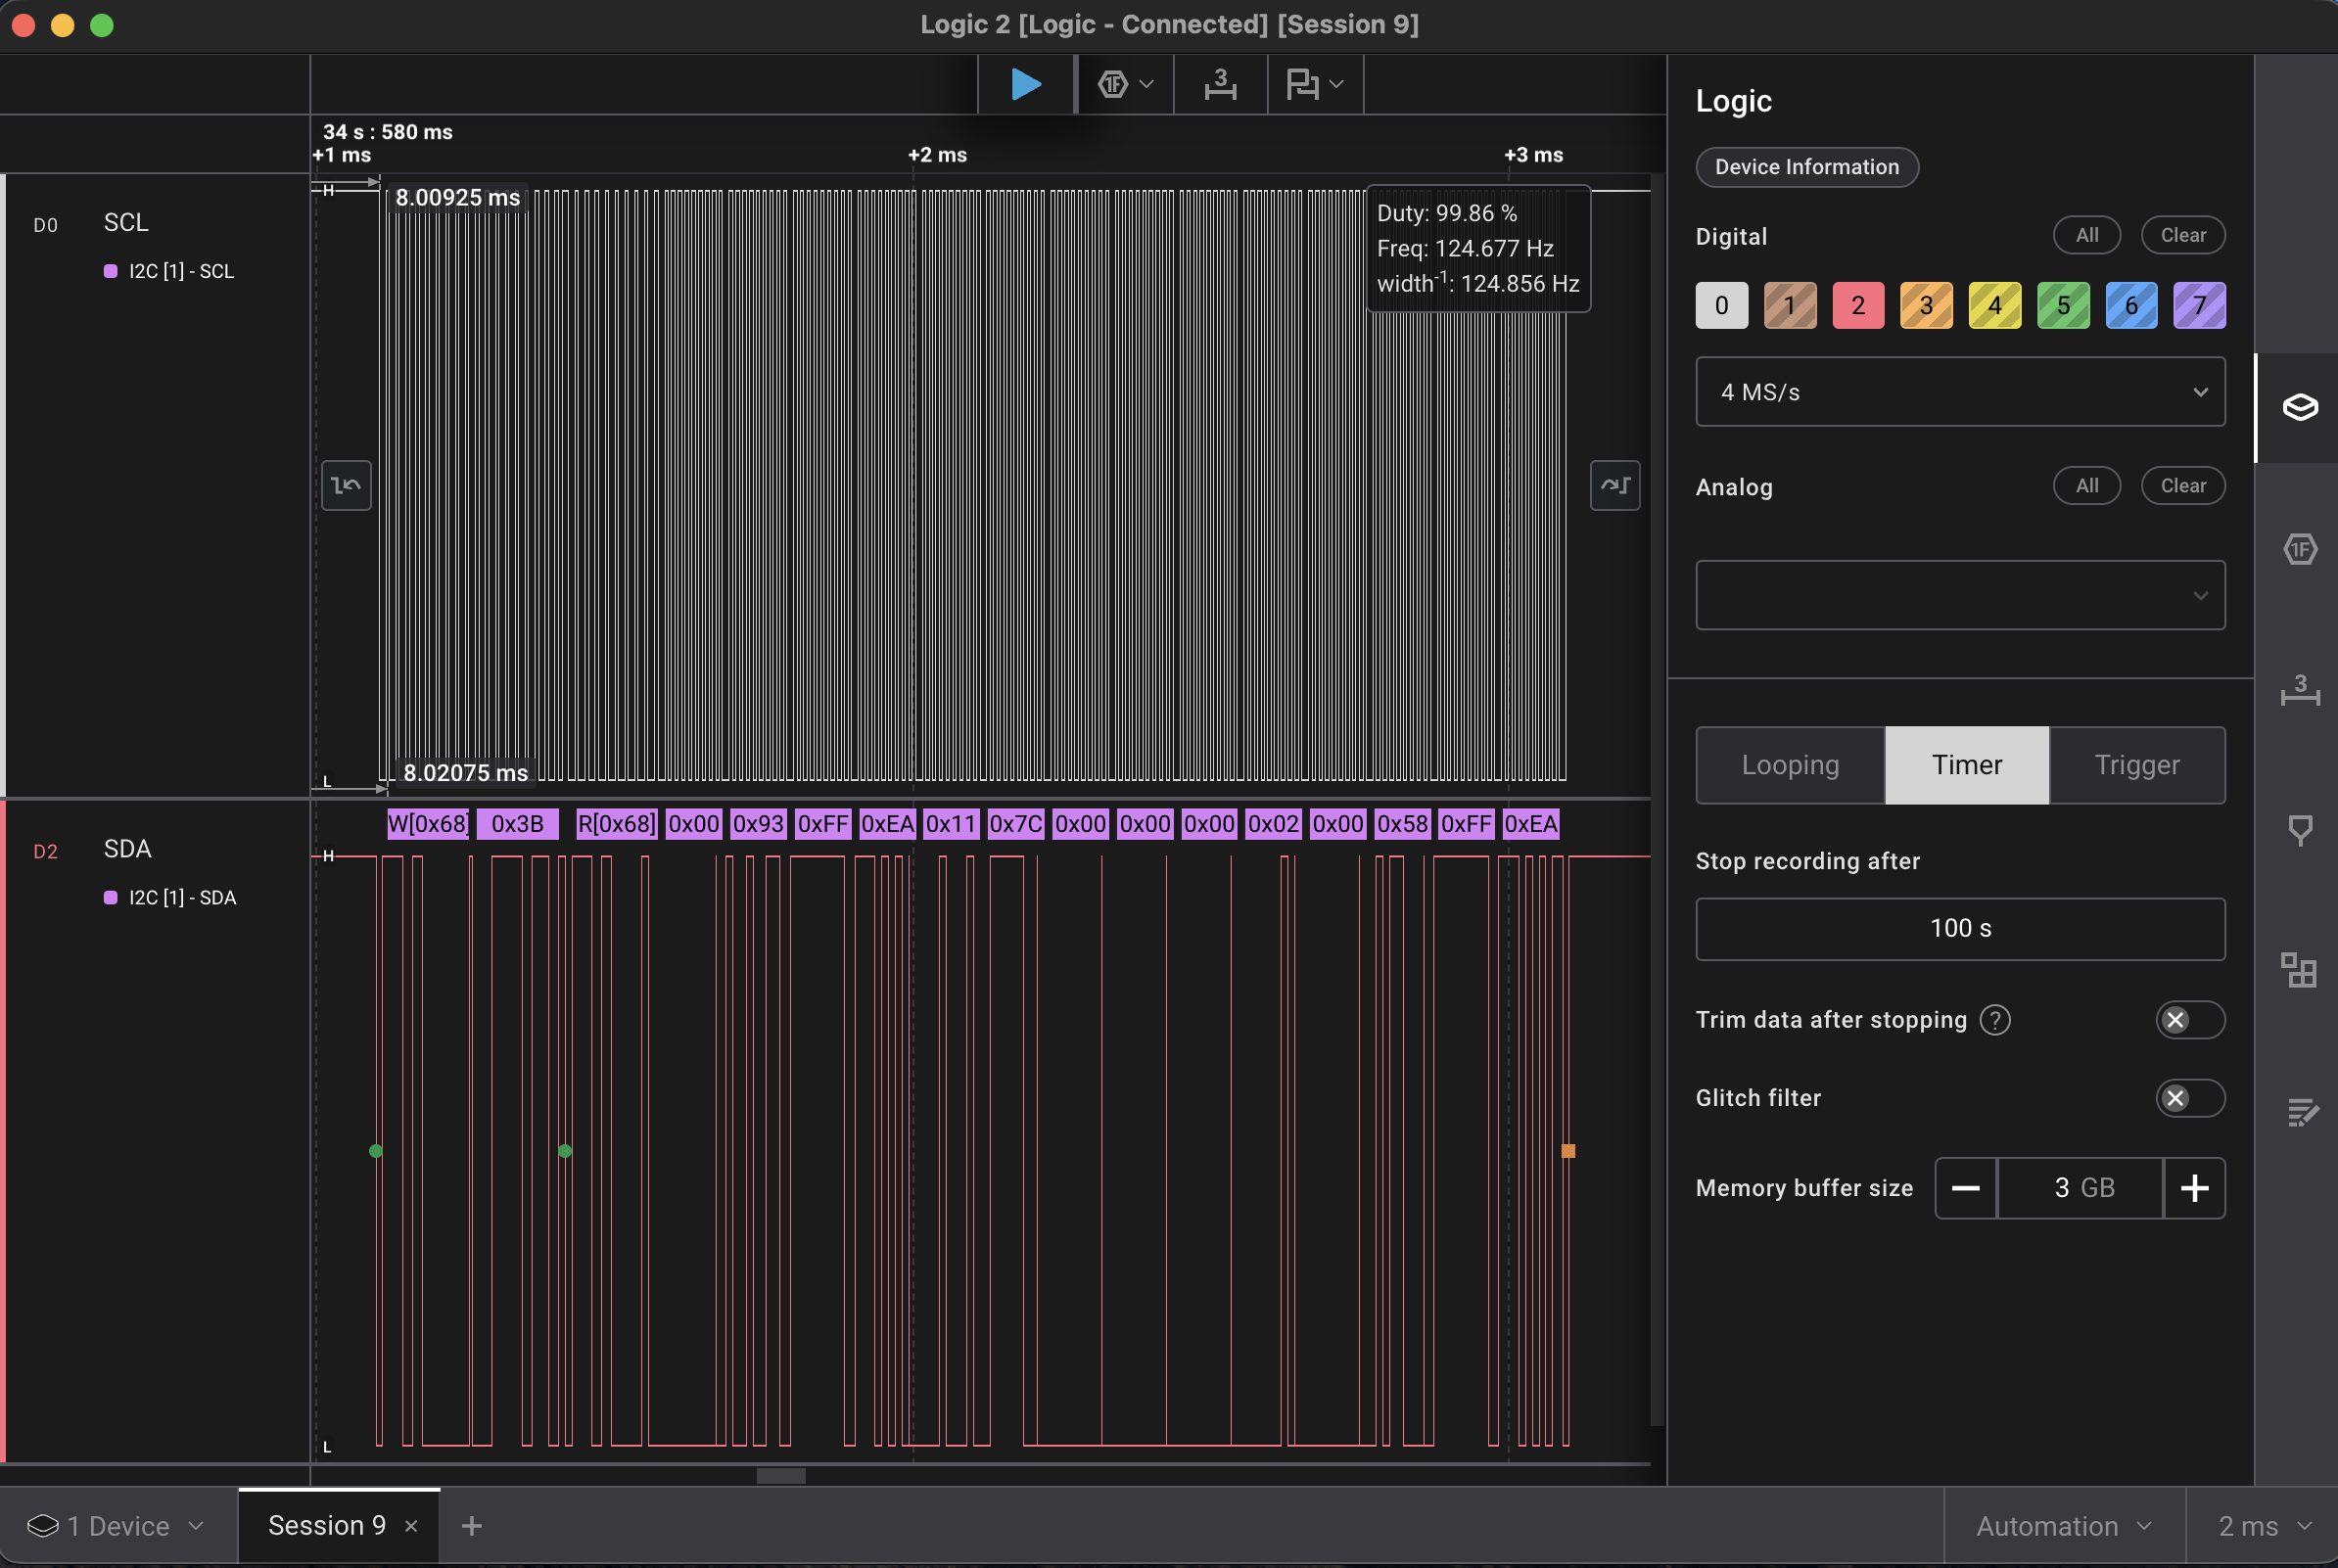 Logic 2 [Logic - Connected] [Session 9]
1F
3
34 s : 580 ms
+1 ms
+2 ms
+3 ms
D0
SCL
I2C [1] - SCL
H
8.00925 ms
Duty: 99.86 %
Freq: 124.677 Hz
width-1: 124.856 Hz
8.02075 ms
L
W[0x68] 0x3B R[0x68] 0x00 0x93 0xFF 0xEA 0x11 0x7C 0x00 0x00 0x00 0x02 0x00 0x58 0xFF 0xEA
D2
SDA
I2C [1] - SDA
H
L
Logic
Device Information
Digital
All
Clear
0 1 2 3 4 5 6 7
4 MS/s
Analog
All
Clear
Looping
Timer
Trigger
Stop recording after
100 s
Trim data after stopping ?
Glitch filter
Memory buffer size
3 GB
1F
3
1 Device
Session 9
Automation
2 ms